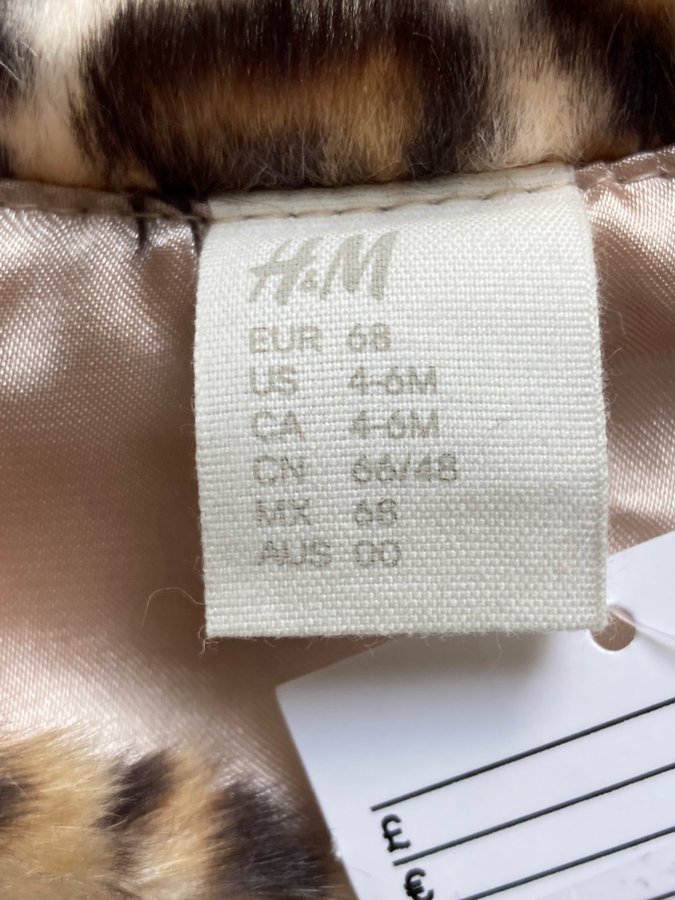 H&M
EUR 68
US 4-6M
CA 4-6M
CN 66/48
MX 68
AUS 00
£
€